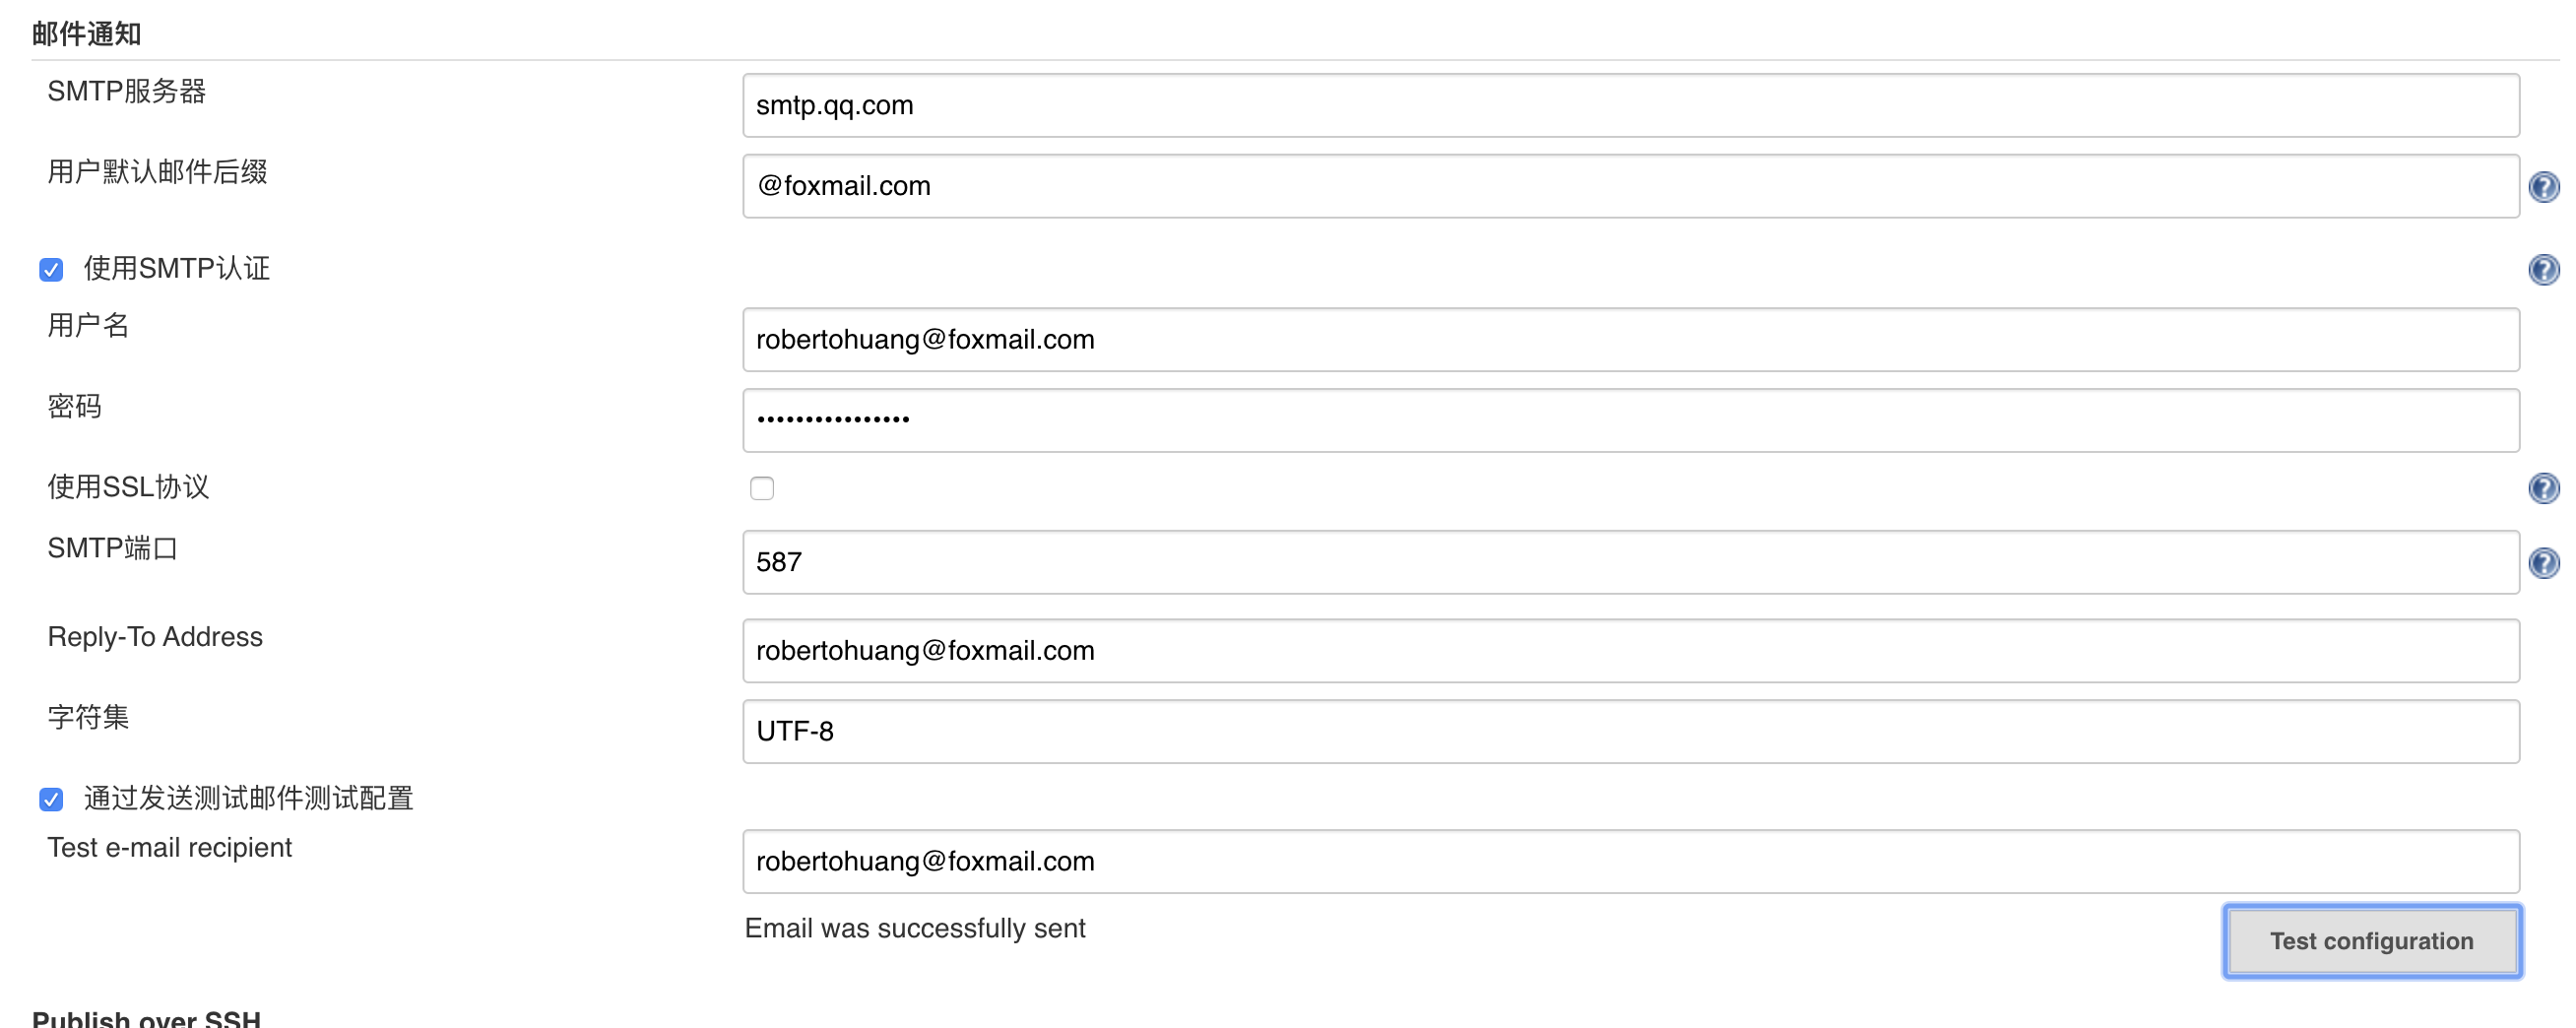 邮件通知
SMTP服务器
smtp.qq.com
用户默认邮件后缀
@foxmail.com
使用SMTP认证
用户名
robertohuang@foxmail.com
密码
••••••••••••••••
使用SSL协议
SMTP端口
587
Reply-To Address
robertohuang@foxmail.com
字符集
UTF-8
通过发送测试邮件测试配置
Test e-mail recipient
robertohuang@foxmail.com
Email was successfully sent
Test configuration
Publish over SSH